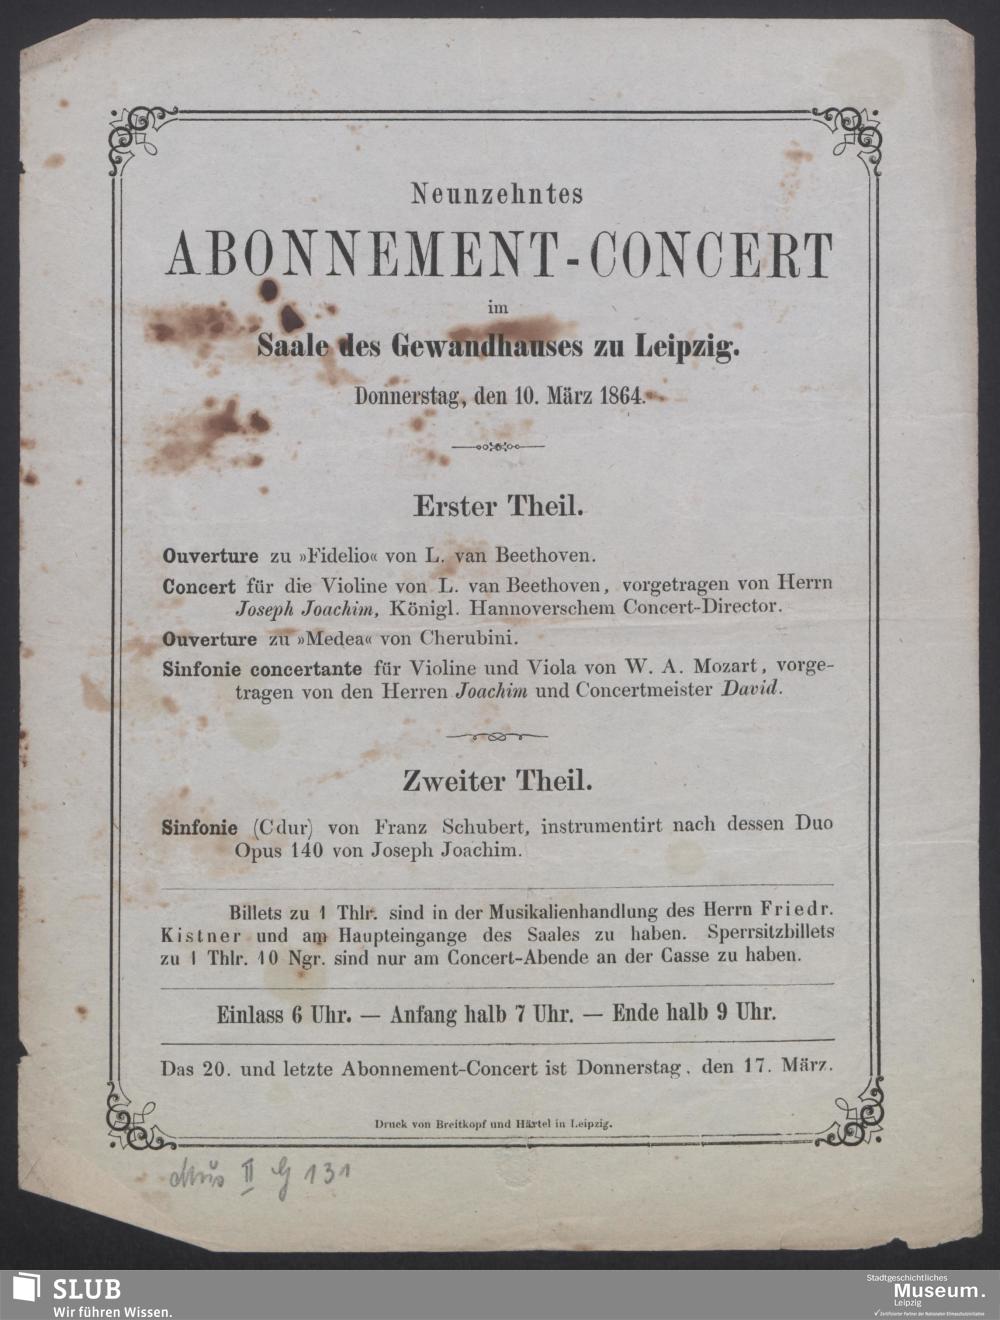 Neunzehntes
ABONNEMENT-CONCERT
im
Saale des Gewandhauses zu Leipzig.
Donnerstag, den 10. März 1864.
Erster Theil.
Ouverture zu »Fidelio« von L. van Beethoven.
Concert für die Violine von L. van Beethoven, vorgetragen von Herrn
Joseph Joachim, Königl. Hannoverschem Concert-Director.
Ouverture zu »Medea« von Cherubini.
Sinfonie concertante für Violine und Viola von W. A. Mozart, vorge-
tragen von den Herren Joachim und Concertmeister David.
Zweiter Theil.
Sinfonie (Cdur) von Franz Schubert, instrumentirt nach dessen Duo
Opus 140 von Joseph Joachim.
Billets zu 1 Thlr. sind in der Musikalienhandlung des Herrn Friedr.
Kistner und am Haupteingange des Saales zu haben. Sperrsitzbillets
zu 1 Thlr. 10 Ngr. sind nur am Concert-Abende an der Casse zu haben.
Einlass 6 Uhr. — Anfang halb 7 Uhr. — Ende halb 9 Uhr.
Das 20. und letzte Abonnement-Concert ist Donnerstag, den 17. März.
Druck von Breitkopf und Härtel in Leipzig.
Mus II G 131
SLUB
Wir führen Wissen.
Stadtgeschichtliches
Museum.
Leipzig
Zertifizierter Partner der Nationalen Klimaschutzinitiative